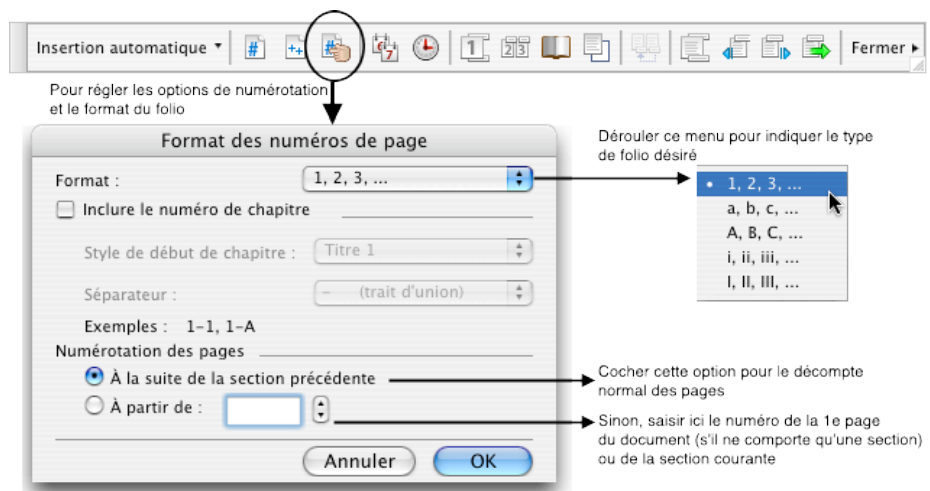 Insertion automatique
Fermer
Pour régler les options de numérotation
et le format du folio
Format des numéros de page
Format :
1, 2, 3, ...
Inclure le numéro de chapitre
Style de début de chapitre :
Titre 1
Séparateur :
- (trait d'union)
Exemples : 1-1, 1-A
Numérotation des pages
À la suite de la section précédente
À partir de :
Annuler
OK
Dérouler ce menu pour indiquer le type
de folio désiré
• 1, 2, 3, ...
a, b, c, ...
A, B, C, ...
i, ii, iii, ...
I, II, III, ...
Cocher cette option pour le décompte
normal des pages
Sinon, saisir ici le numéro de la 1e page
du document (s'il ne comporte qu'une section)
ou de la section courante